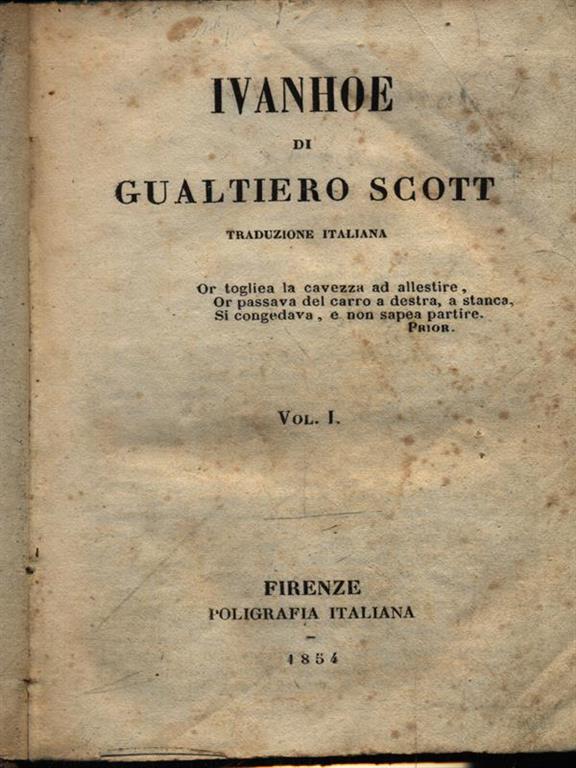 IVANHOE
DI
GUALTIERO SCOTT
TRADUZIONE ITALIANA
Or togliea la cavezza ad allestire,
Or passava del carro a destra, a stanca,
Si congedava, e non sapea partire.
PRIOR.
VOL. I.
FIRENZE
POLIGRAFIA ITALIANA
1854